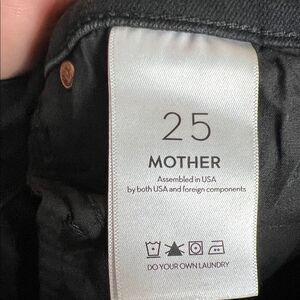 25
MOTHER
Assembled in USA
by both USA and foreign components
DO YOUR OWN LAUNDRY